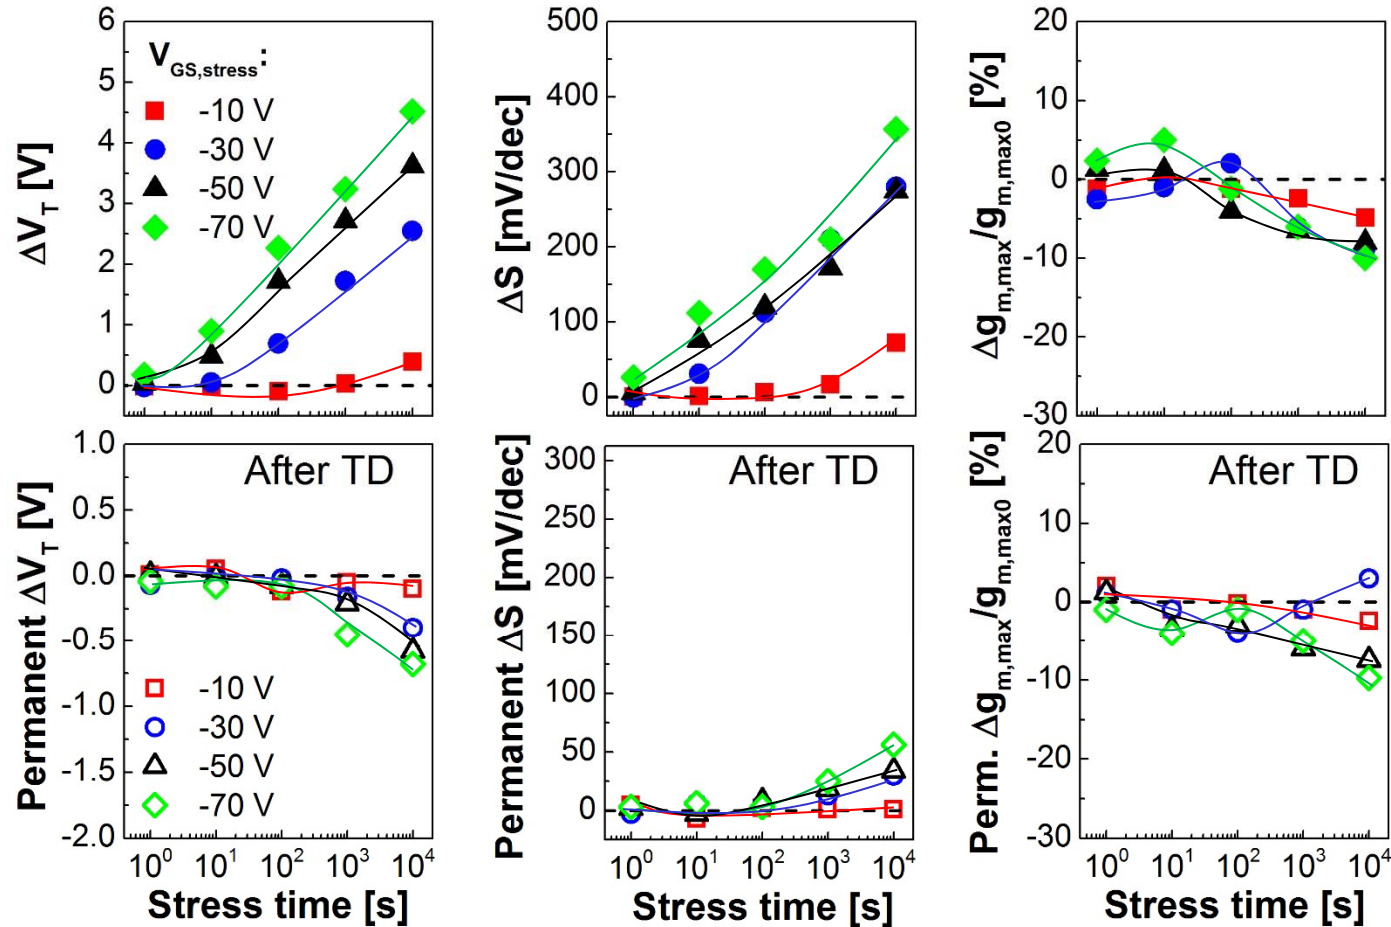 ΔV_T [V]
6
5
4
3
2
1
0
V_GS,stress:
-10 V
-30 V
-50 V
-70 V
ΔS [mV/dec]
500
400
300
200
100
0
Δg_m,max/g_m,max0 [%]
20
10
0
-10
-20
-30
Permanent ΔV_T [V]
1.0
0.5
0.0
-0.5
-1.0
-1.5
-2.0
After TD
-10 V
-30 V
-50 V
-70 V
10^0 10^1 10^2 10^3 10^4
Stress time [s]
Permanent ΔS [mV/dec]
300
250
200
150
100
50
0
After TD
10^0 10^1 10^2 10^3 10^4
Stress time [s]
Perm. Δg_m,max/g_m,max0 [%]
20
10
0
-10
-20
-30
After TD
10^0 10^1 10^2 10^3 10^4
Stress time [s]